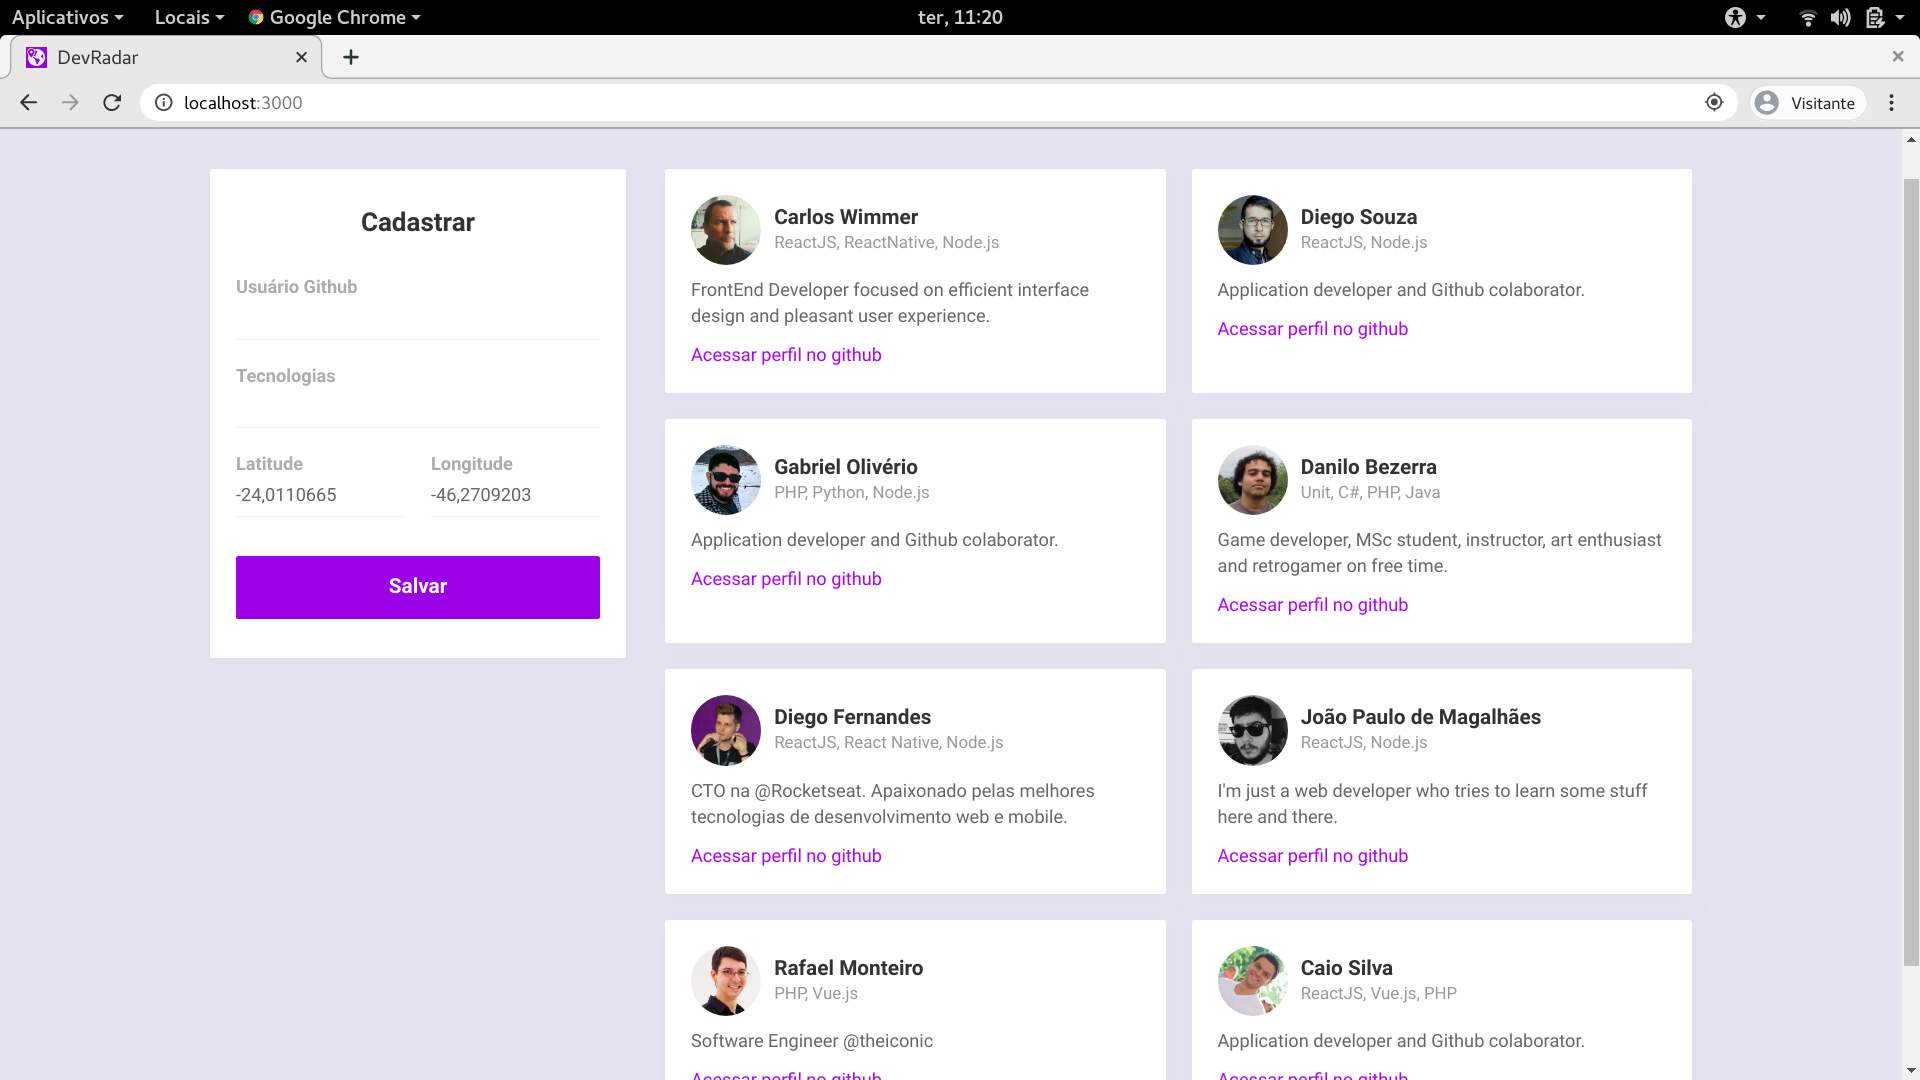 Aplicativos Locais Google Chrome ter, 11:20
DevRadar
localhost:3000 Visitante
Cadastrar
Usuário Github
Tecnologias
Latitude Longitude
-24,0110665 -46,2709203
Salvar
Carlos Wimmer
ReactJS, ReactNative, Node.js
FrontEnd Developer focused on efficient interface
design and pleasant user experience.
Acessar perfil no github
Diego Souza
ReactJS, Node.js
Application developer and Github colaborator.
Acessar perfil no github
Gabriel Olivério
PHP, Python, Node.js
Application developer and Github colaborator.
Acessar perfil no github
Danilo Bezerra
Unit, C#, PHP, Java
Game developer, MSc student, instructor, art enthusiast
and retrogamer on free time.
Acessar perfil no github
Diego Fernandes
ReactJS, React Native, Node.js
CTO na @Rocketseat. Apaixonado pelas melhores
tecnologias de desenvolvimento web e mobile.
Acessar perfil no github
João Paulo de Magalhães
ReactJS, Node.js
I'm just a web developer who tries to learn some stuff
here and there.
Acessar perfil no github
Rafael Monteiro
PHP, Vue.js
Software Engineer @theiconic
Acessar perfil no github
Caio Silva
ReactJS, Vue.js, PHP
Application developer and Github colaborator.
Acessar perfil no github